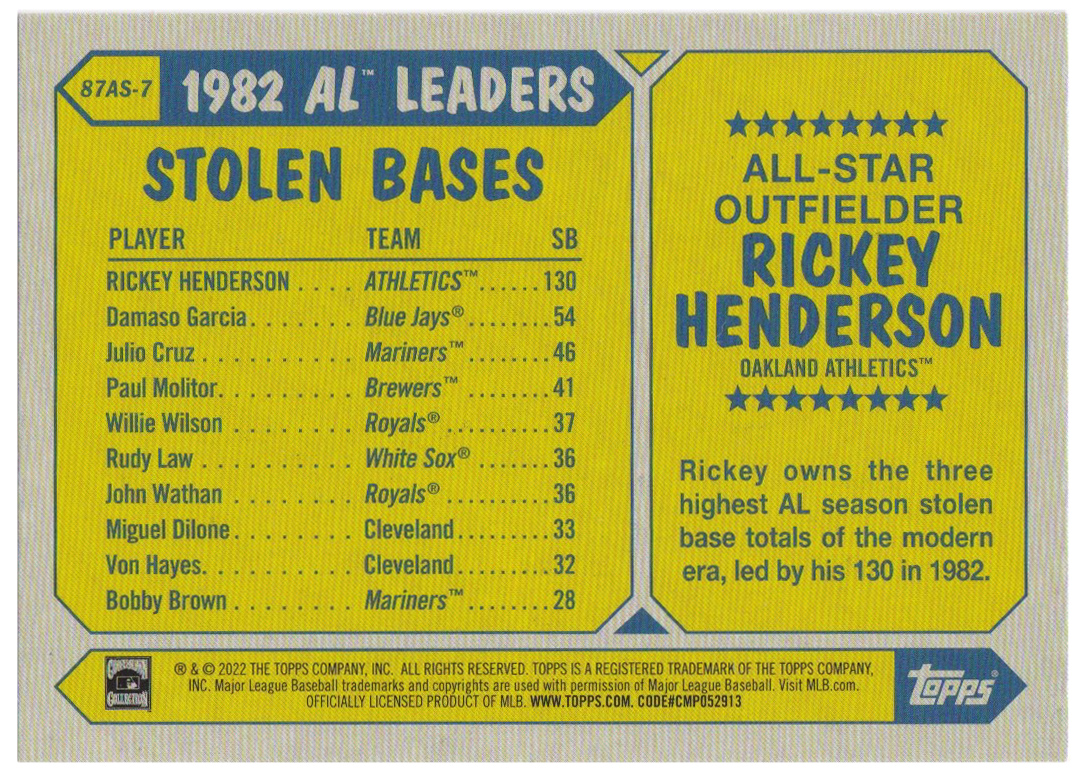 87AS-7
1982 AL™ LEADERS
STOLEN BASES
PLAYER TEAM SB
RICKEY HENDERSON . . . . ATHLETICS™ . . . . . . 130
Damaso Garcia . . . . . . . Blue Jays® . . . . . . . . 54
Julio Cruz . . . . . . . . . . Mariners™ . . . . . . . . 46
Paul Molitor. . . . . . . . . Brewers™ . . . . . . . . 41
Willie Wilson . . . . . . . . Royals® . . . . . . . . . . 37
Rudy Law . . . . . . . . . . White Sox® . . . . . . . 36
John Wathan . . . . . . . . Royals® . . . . . . . . . . 36
Miguel Dilone . . . . . . . . Cleveland . . . . . . . . . 33
Von Hayes. . . . . . . . . . Cleveland . . . . . . . . . 32
Bobby Brown . . . . . . . . Mariners™ . . . . . . . . 28
ALL-STAR
OUTFIELDER
RICKEY
HENDERSON
OAKLAND ATHLETICS™
Rickey owns the three
highest AL season stolen
base totals of the modern
era, led by his 130 in 1982.
COOPERSTOWN
COLLECTION
® & © 2022 THE TOPPS COMPANY, INC. ALL RIGHTS RESERVED. TOPPS IS A REGISTERED TRADEMARK OF THE TOPPS COMPANY,
INC. Major League Baseball trademarks and copyrights are used with permission of Major League Baseball. Visit MLB.com.
OFFICIALLY LICENSED PRODUCT OF MLB. WWW.TOPPS.COM. CODE#CMP052913
topps®